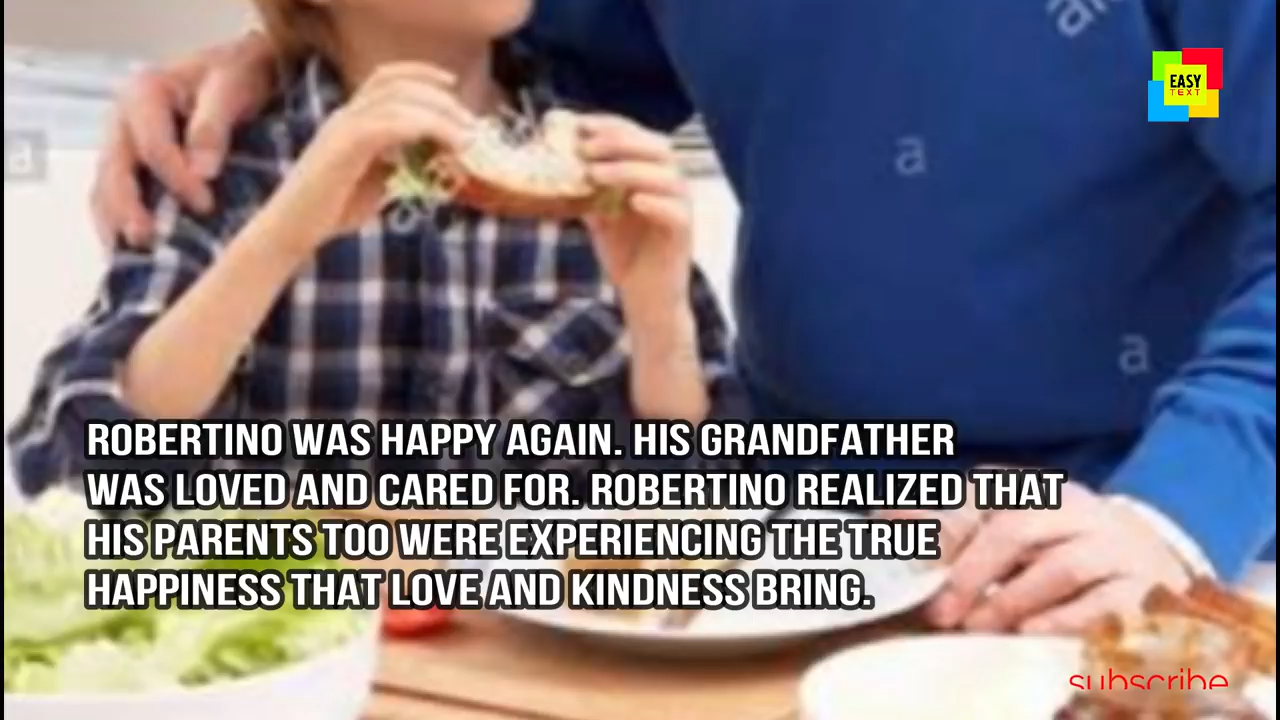 EASY
TEXT
a
a
a
a
ROBERTINO WAS HAPPY AGAIN. HIS GRANDFATHER
WAS LOVED AND CARED FOR. ROBERTINO REALIZED THAT
HIS PARENTS TOO WERE EXPERIENCING THE TRUE
HAPPINESS THAT LOVE AND KINDNESS BRING.
subscribe